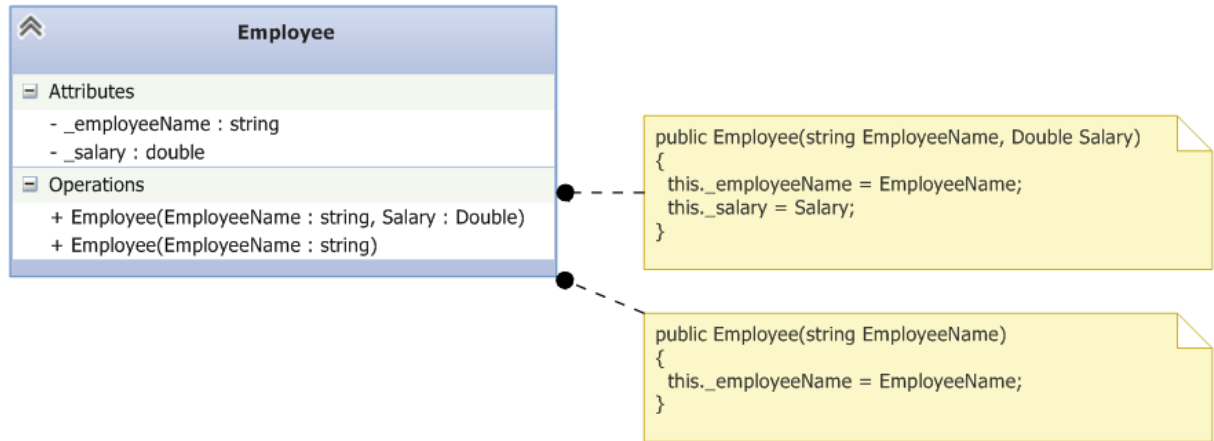 Employee
Attributes
- _employeeName : string
- _salary : double
Operations
+ Employee(EmployeeName : string, Salary : Double)
+ Employee(EmployeeName : string)
public Employee(string EmployeeName, Double Salary)
{
this._employeeName = EmployeeName;
this._salary = Salary;
}
public Employee(string EmployeeName)
{
this._employeeName = EmployeeName;
}